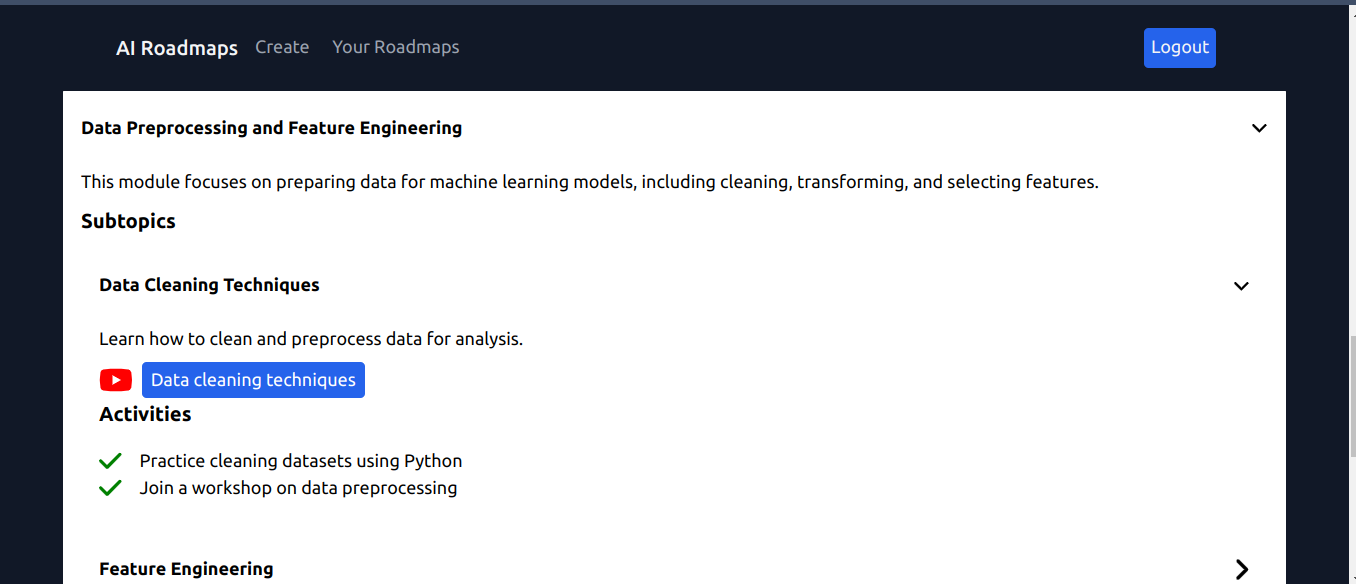 AI Roadmaps Create Your Roadmaps Logout
Data Preprocessing and Feature Engineering
This module focuses on preparing data for machine learning models, including cleaning, transforming, and selecting features.
Subtopics
Data Cleaning Techniques
Learn how to clean and preprocess data for analysis.
Data cleaning techniques
Activities
Practice cleaning datasets using Python
Join a workshop on data preprocessing
Feature Engineering